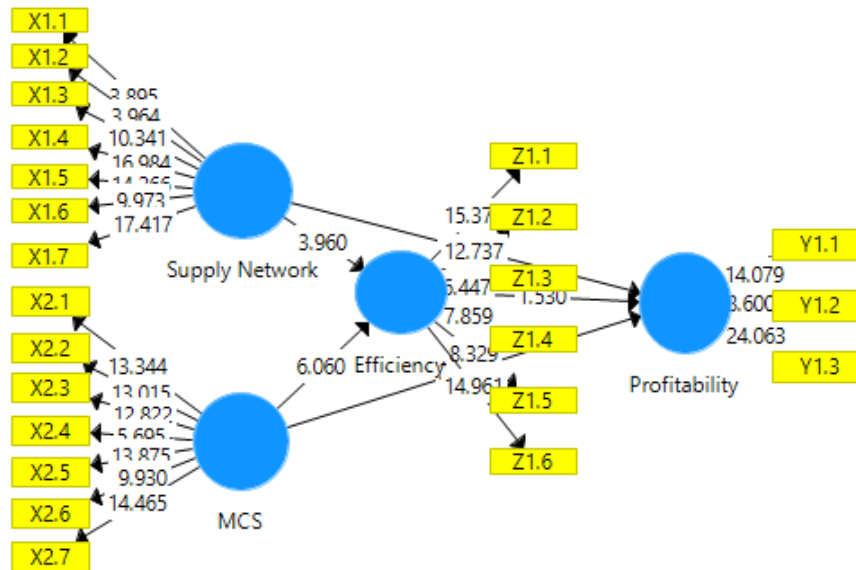 X1.1
X1.2
X1.3
X1.4
X1.5
X1.6
X1.7
3.895
3.964
10.341
16.984
9.973
17.417
Supply Network
3.960
X2.1
X2.2
X2.3
X2.4
X2.5
X2.6
X2.7
13.344
13.015
12.822
5.695
13.875
9.930
14.465
MCS
6.060
Efficiency
Z1.1
Z1.2
Z1.3
Z1.4
Z1.5
Z1.6
12.737
7.859
8.329
14.961
1.530
Profitability
14.079
24.063
Y1.1
Y1.2
Y1.3